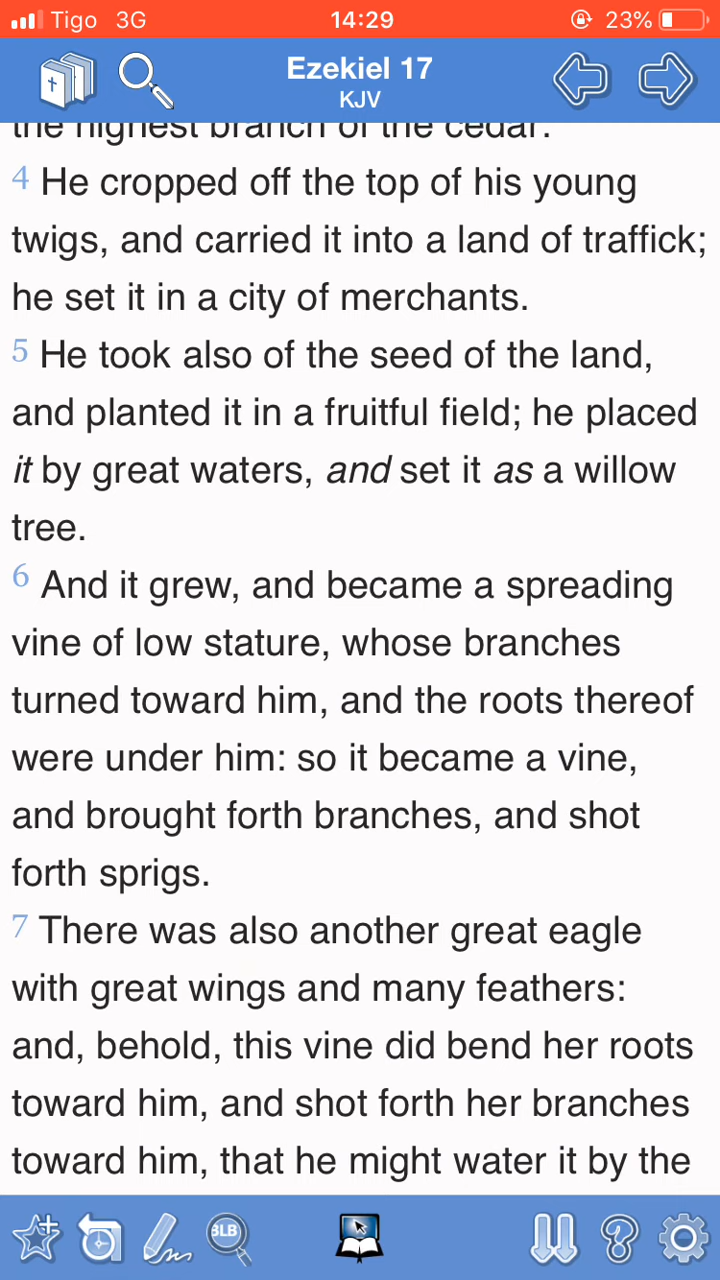 Tigo 3G 14:29 23%
Ezekiel 17
KJV
the highest branch of the cedar.
4 He cropped off the top of his young
twigs, and carried it into a land of traffick;
he set it in a city of merchants.
5 He took also of the seed of the land,
and planted it in a fruitful field; he placed
it by great waters, and set it as a willow
tree.
6 And it grew, and became a spreading
vine of low stature, whose branches
turned toward him, and the roots thereof
were under him: so it became a vine,
and brought forth branches, and shot
forth sprigs.
7 There was also another great eagle
with great wings and many feathers:
and, behold, this vine did bend her roots
toward him, and shot forth her branches
toward him, that he might water it by the
BLB